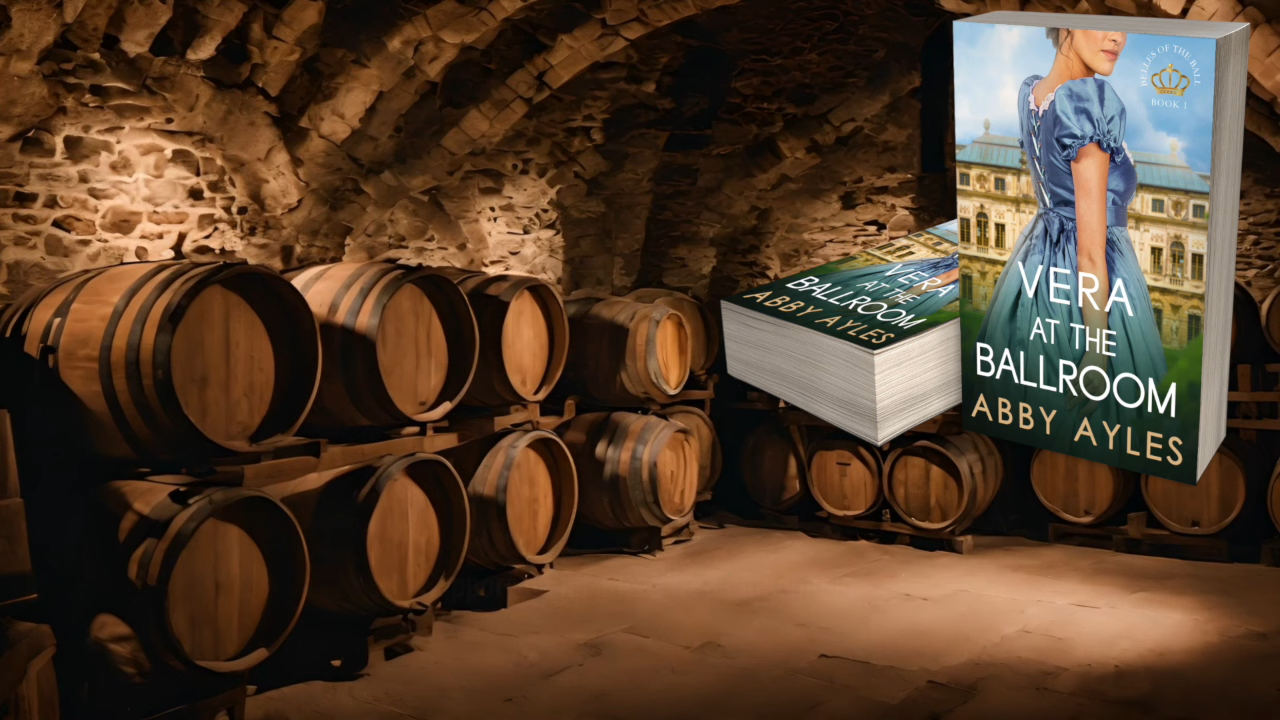 BELLES OF THE BALL
BOOK 1
VERA
AT THE
BALLROOM
ABBY AYLES
VERA
AT THE
BALLROOM
ABBY AYLES